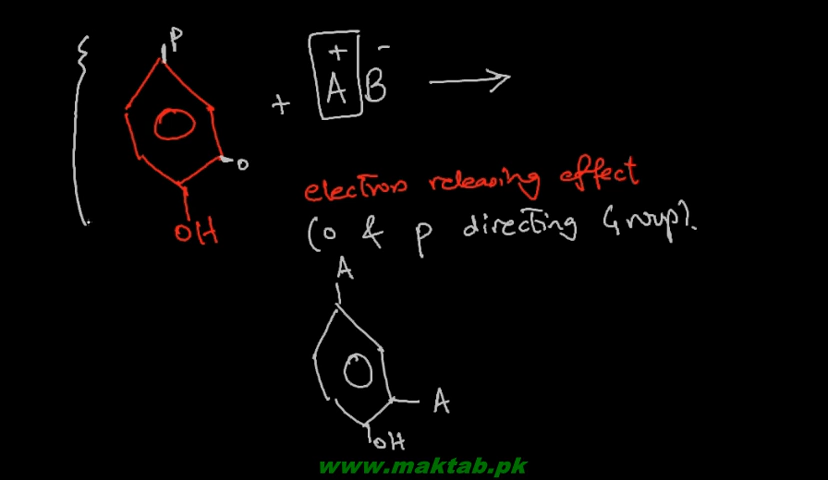 P
+ A⁺ B⁻ →
o
OH
electron releasing effect
(o & p directing Group).
A
A
OH
www.maktab.pk